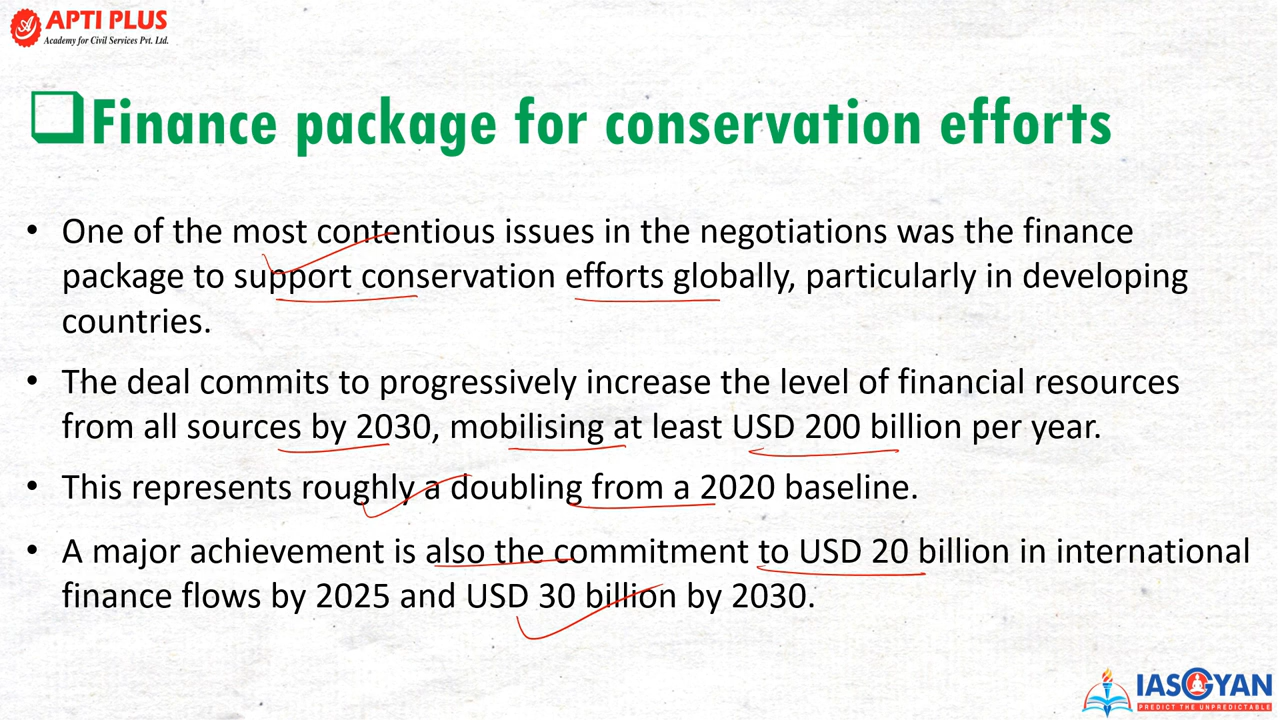 APTI PLUS
Academy for Civil Services Pvt. Ltd.
Finance package for conservation efforts
• One of the most contentious issues in the negotiations was the finance
package to support conservation efforts globally, particularly in developing
countries.
• The deal commits to progressively increase the level of financial resources
from all sources by 2030, mobilising at least USD 200 billion per year.
• This represents roughly a doubling from a 2020 baseline.
• A major achievement is also the commitment to USD 20 billion in international
finance flows by 2025 and USD 30 billion by 2030.
IASGYAN
PREDICT THE UNPREDICTABLE